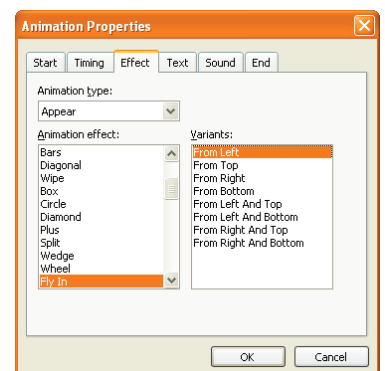 Animation Properties
Start Timing Effect Text Sound End
Animation type:
Appear
Animation effect:
Bars
Diagonal
Wipe
Box
Circle
Diamond
Plus
Split
Wedge
Wheel
Fly In
Variants:
From Left
From Top
From Right
From Bottom
From Left And Top
From Left And Bottom
From Right And Top
From Right And Bottom
OK Cancel